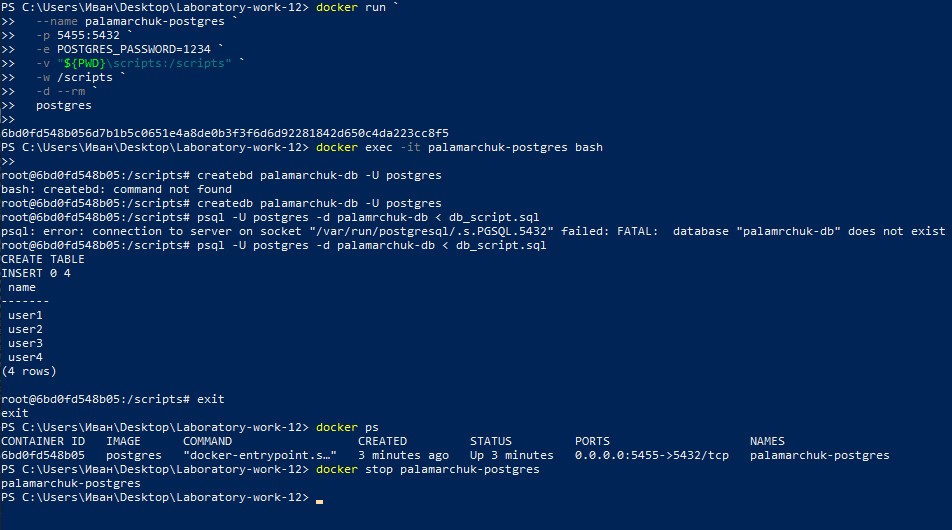 PS C:\Users\Иван\Desktop\Laboratory-work-12> docker run `
>>   --name palamarchuk-postgres `
>>   -p 5455:5432 `
>>   -e POSTGRES_PASSWORD=1234 `
>>   -v "${PWD}\scripts:/scripts" `
>>   -w /scripts `
>>   -d --rm `
>>   postgres
>>
6bd0fd548b056d7b1b5c0651e4a8de0b3f3f6d6d92281842d650c4da223cc8f5
PS C:\Users\Иван\Desktop\Laboratory-work-12> docker exec -it palamarchuk-postgres bash
>>
root@6bd0fd548b05:/scripts# createbd palamarchuk-db -U postgres
bash: createbd: command not found
root@6bd0fd548b05:/scripts# createdb palamarchuk-db -U postgres
root@6bd0fd548b05:/scripts# psql -U postgres -d palamrchuk-db < db_script.sql
psql: error: connection to server on socket "/var/run/postgresql/.s.PGSQL.5432" failed: FATAL:  database "palamrchuk-db" does not exist
root@6bd0fd548b05:/scripts# psql -U postgres -d palamarchuk-db < db_script.sql
CREATE TABLE
INSERT 0 4
 name
-------
 user1
 user2
 user3
 user4
(4 rows)

root@6bd0fd548b05:/scripts# exit
exit
PS C:\Users\Иван\Desktop\Laboratory-work-12> docker ps
CONTAINER ID   IMAGE      COMMAND                  CREATED         STATUS         PORTS                    NAMES
6bd0fd548b05   postgres   "docker-entrypoint.s…"   3 minutes ago   Up 3 minutes   0.0.0.0:5455->5432/tcp   palamarchuk-postgres
PS C:\Users\Иван\Desktop\Laboratory-work-12> docker stop palamarchuk-postgres
palamarchuk-postgres
PS C:\Users\Иван\Desktop\Laboratory-work-12>